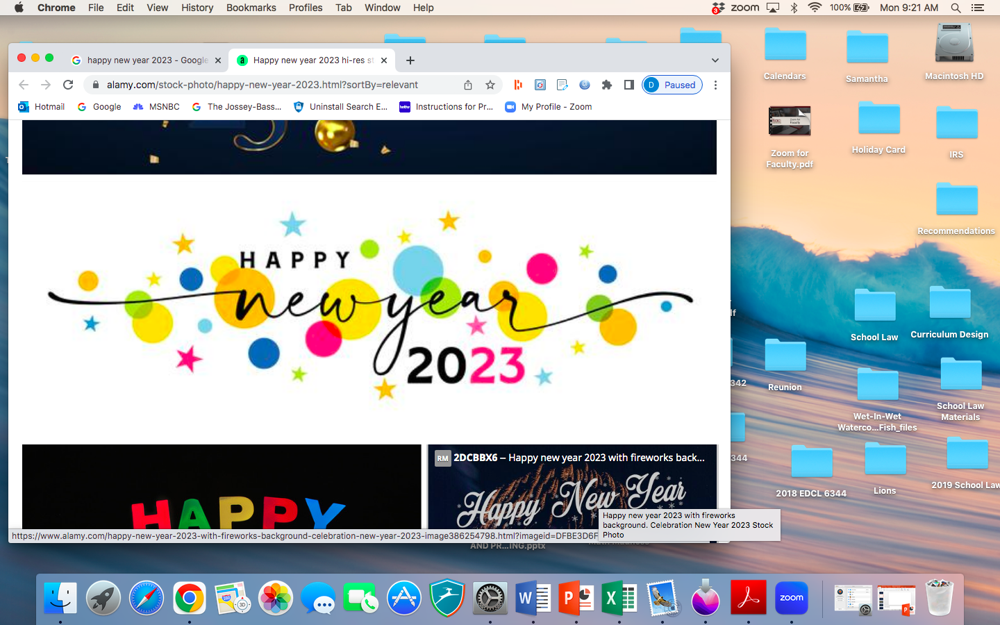 Chrome File Edit View History Bookmarks Profiles Tab Window Help
3 zoom 100% Mon 9:21 AM
happy new year 2023 - Google
a Happy new year 2023 hi-res st
alamy.com/stock-photo/happy-new-year-2023.html?sortBy=relevant
D Paused
Hotmail Google MSNBC The Jossey-Bass... Uninstall Search E... Instructions for Pr... My Profile - Zoom
HAPPY
new year
2023
HAPPY
RM 2DCBBX6 – Happy new year 2023 with fireworks back...
Happy New Year
Happy new year 2023 with fireworks
background. Celebration New Year 2023 Stock
Photo
https://www.alamy.com/happy-new-year-2023-with-fireworks-background-celebration-new-year-2023-image386254798.html?imageid=DFBE3D6F
AND PR...ING.pptx
Calendars
Samantha
Macintosh HD
Zoom for
Faculty.pdf
Holiday Card
IRS
Recommendations
School Law
Curriculum Design
lf
342
Reunion
Wet-In-Wet
Waterco...Fish_files
School Law
Materials
344
2018 EDCL 6344
Lions
2019 School Law
W P X zoom
3D
P